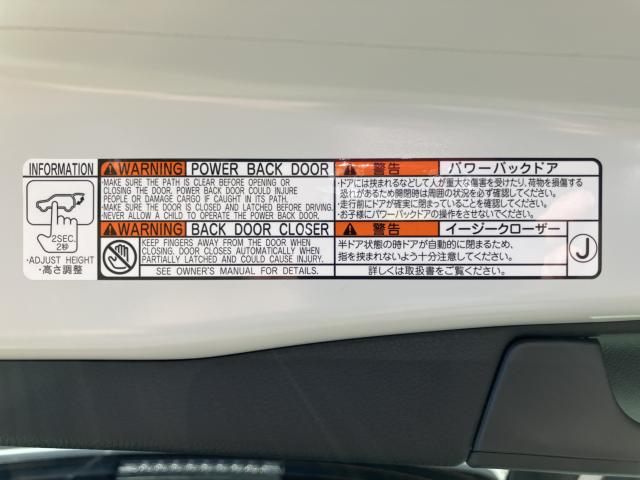 INFORMATION
2SEC.
2秒
・ADJUST HEIGHT
・高さ調整
WARNING POWER BACK DOOR
・MAKE SURE THE PATH IS CLEAR BEFORE OPENING OR
CLOSING THE DOOR. POWER BACK DOOR COULD INJURE
PEOPLE OR DAMAGE CARGO IF CAUGHT IN ITS PATH.
・MAKE SURE THE DOOR IS CLOSED AND LATCHED BEFORE DRIVING.
・NEVER ALLOW A CHILD TO OPERATE THE POWER BACK DOOR.
WARNING BACK DOOR CLOSER
KEEP FINGERS AWAY FROM THE DOOR WHEN
CLOSING. DOOR CLOSES AUTOMATICALLY WHEN
PARTIALLY LATCHED AND COULD CAUSE INJURY.
SEE OWNER'S MANUAL FOR DETAILS.
警告 パワーバックドア
・ドアには挟まれるなどして人が重大な傷害を受けたり、荷物を損傷する
恐れがあるため開閉時は周囲の状況を必ず確認してください。
・走行前にドアが確実に閉まっていることを確認してください。
・お子様にパワーバックドアの操作をさせないでください。
警告 イージークローザー
半ドア状態の時ドアが自動的に閉まるため、
指を挟まれないよう十分注意してください。
詳しくは取扱書をご覧ください。
J